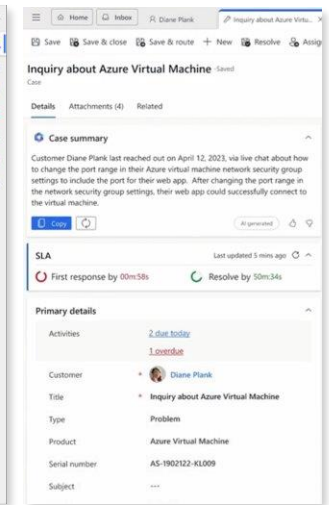 Home Inbox Diane Plank Inquiry about Azure Virtu...
Save Save & close Save & route New Resolve Assig
Inquiry about Azure Virtual Machine -Saved
Case
Details Attachments (4) Related
Case summary
Customer Diane Plank last reached out on April 12, 2023, via live chat about how
to change the port range in their Azure virtual machine network security group
settings to include the port for their web app. After changing the port range in
the network security group settings, their web app could successfully connect to
the virtual machine.
Copy AI generated
SLA Last updated 5 mins ago
First response by 00m:58s Resolve by 50m:34s
Primary details
Activities 2 due today
1 overdue
Customer * Diane Plank
Title * Inquiry about Azure Virtual Machine
Type Problem
Product Azure Virtual Machine
Serial number AS-1902122-KL009
Subject ---